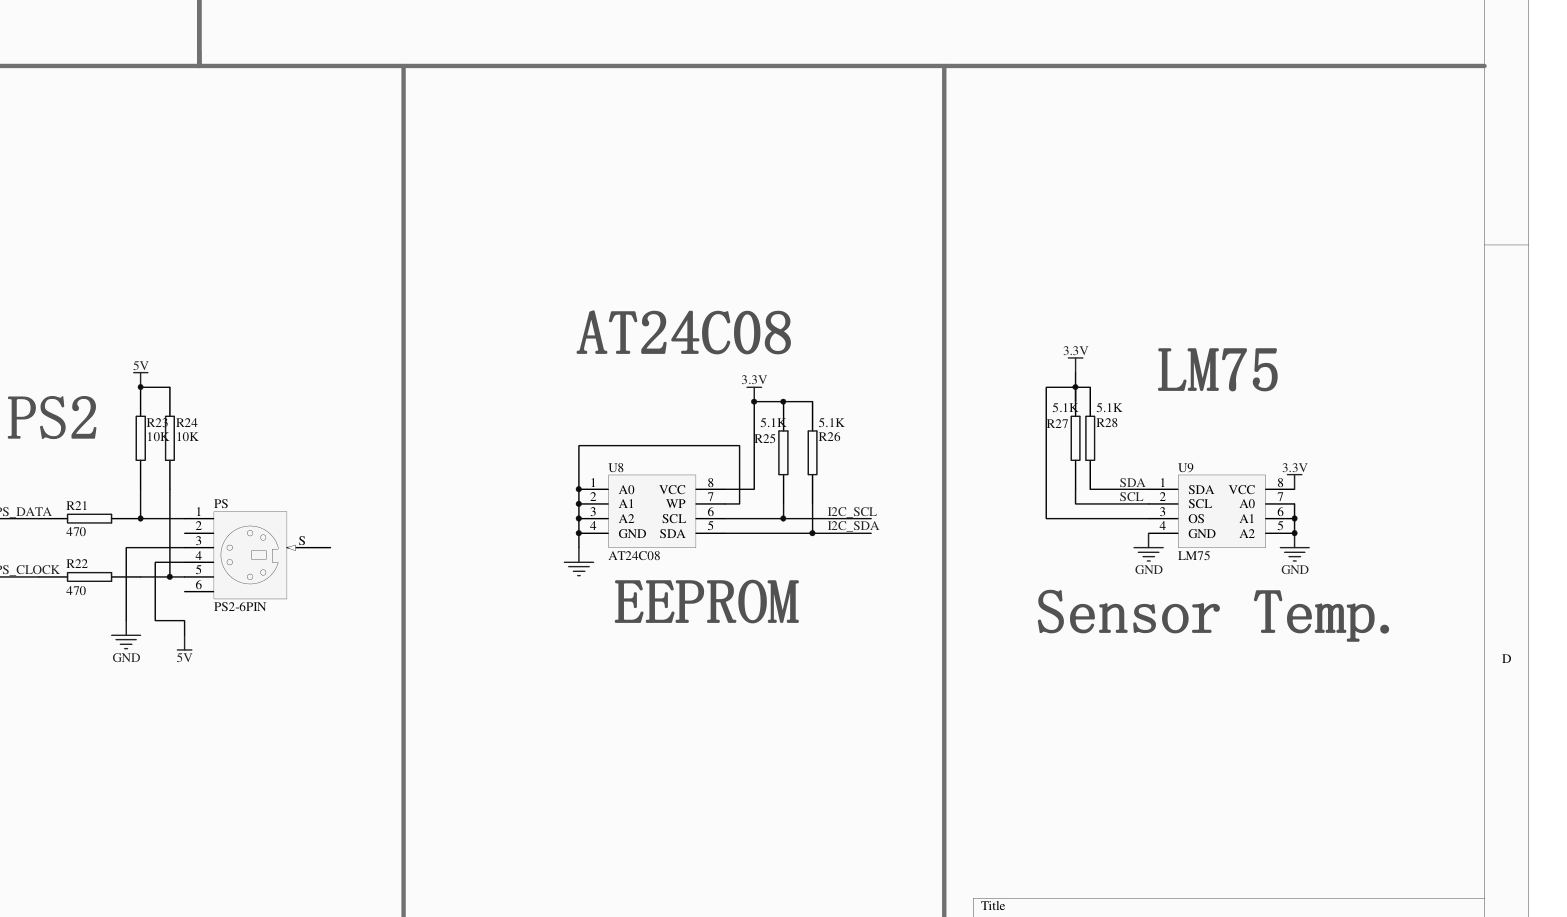 PS2
5V
R23
10K
R24
10K
PS_DATA
R21
470
PS_CLOCK
R22
470
PS
1
2
3
4
5
6
S
PS2-6PIN
GND
5V
AT24C08
3.3V
5.1K
R25
5.1K
R26
U8
1 A0 VCC 8
2 A1 WP 7
3 A2 SCL 6 I2C_SCL
4 GND SDA 5 I2C_SDA
AT24C08
EEPROM
LM75
3.3V
5.1K
R27
5.1K
R28
U9
3.3V
SDA 1 SDA VCC 8
SCL 2 SCL A0 7
3 OS A1 6
4 GND A2 5
GND
LM75
GND
Sensor Temp.
D
Title